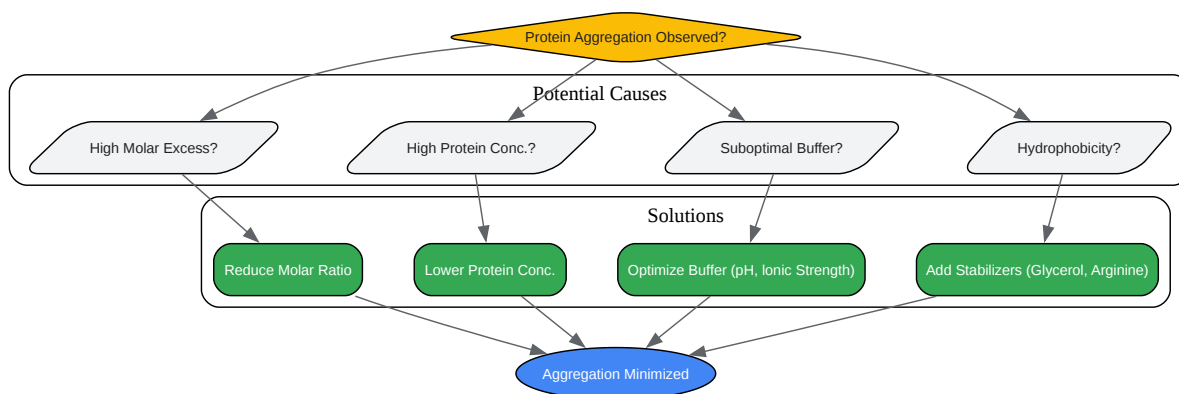 Protein Aggregation Observed?
Potential Causes
High Molar Excess?
High Protein Conc.?
Suboptimal Buffer?
Hydrophobicity?
Solutions
Reduce Molar Ratio
Lower Protein Conc.
Optimize Buffer (pH, Ionic Strength)
Add Stabilizers (Glycerol, Arginine)
Aggregation Minimized